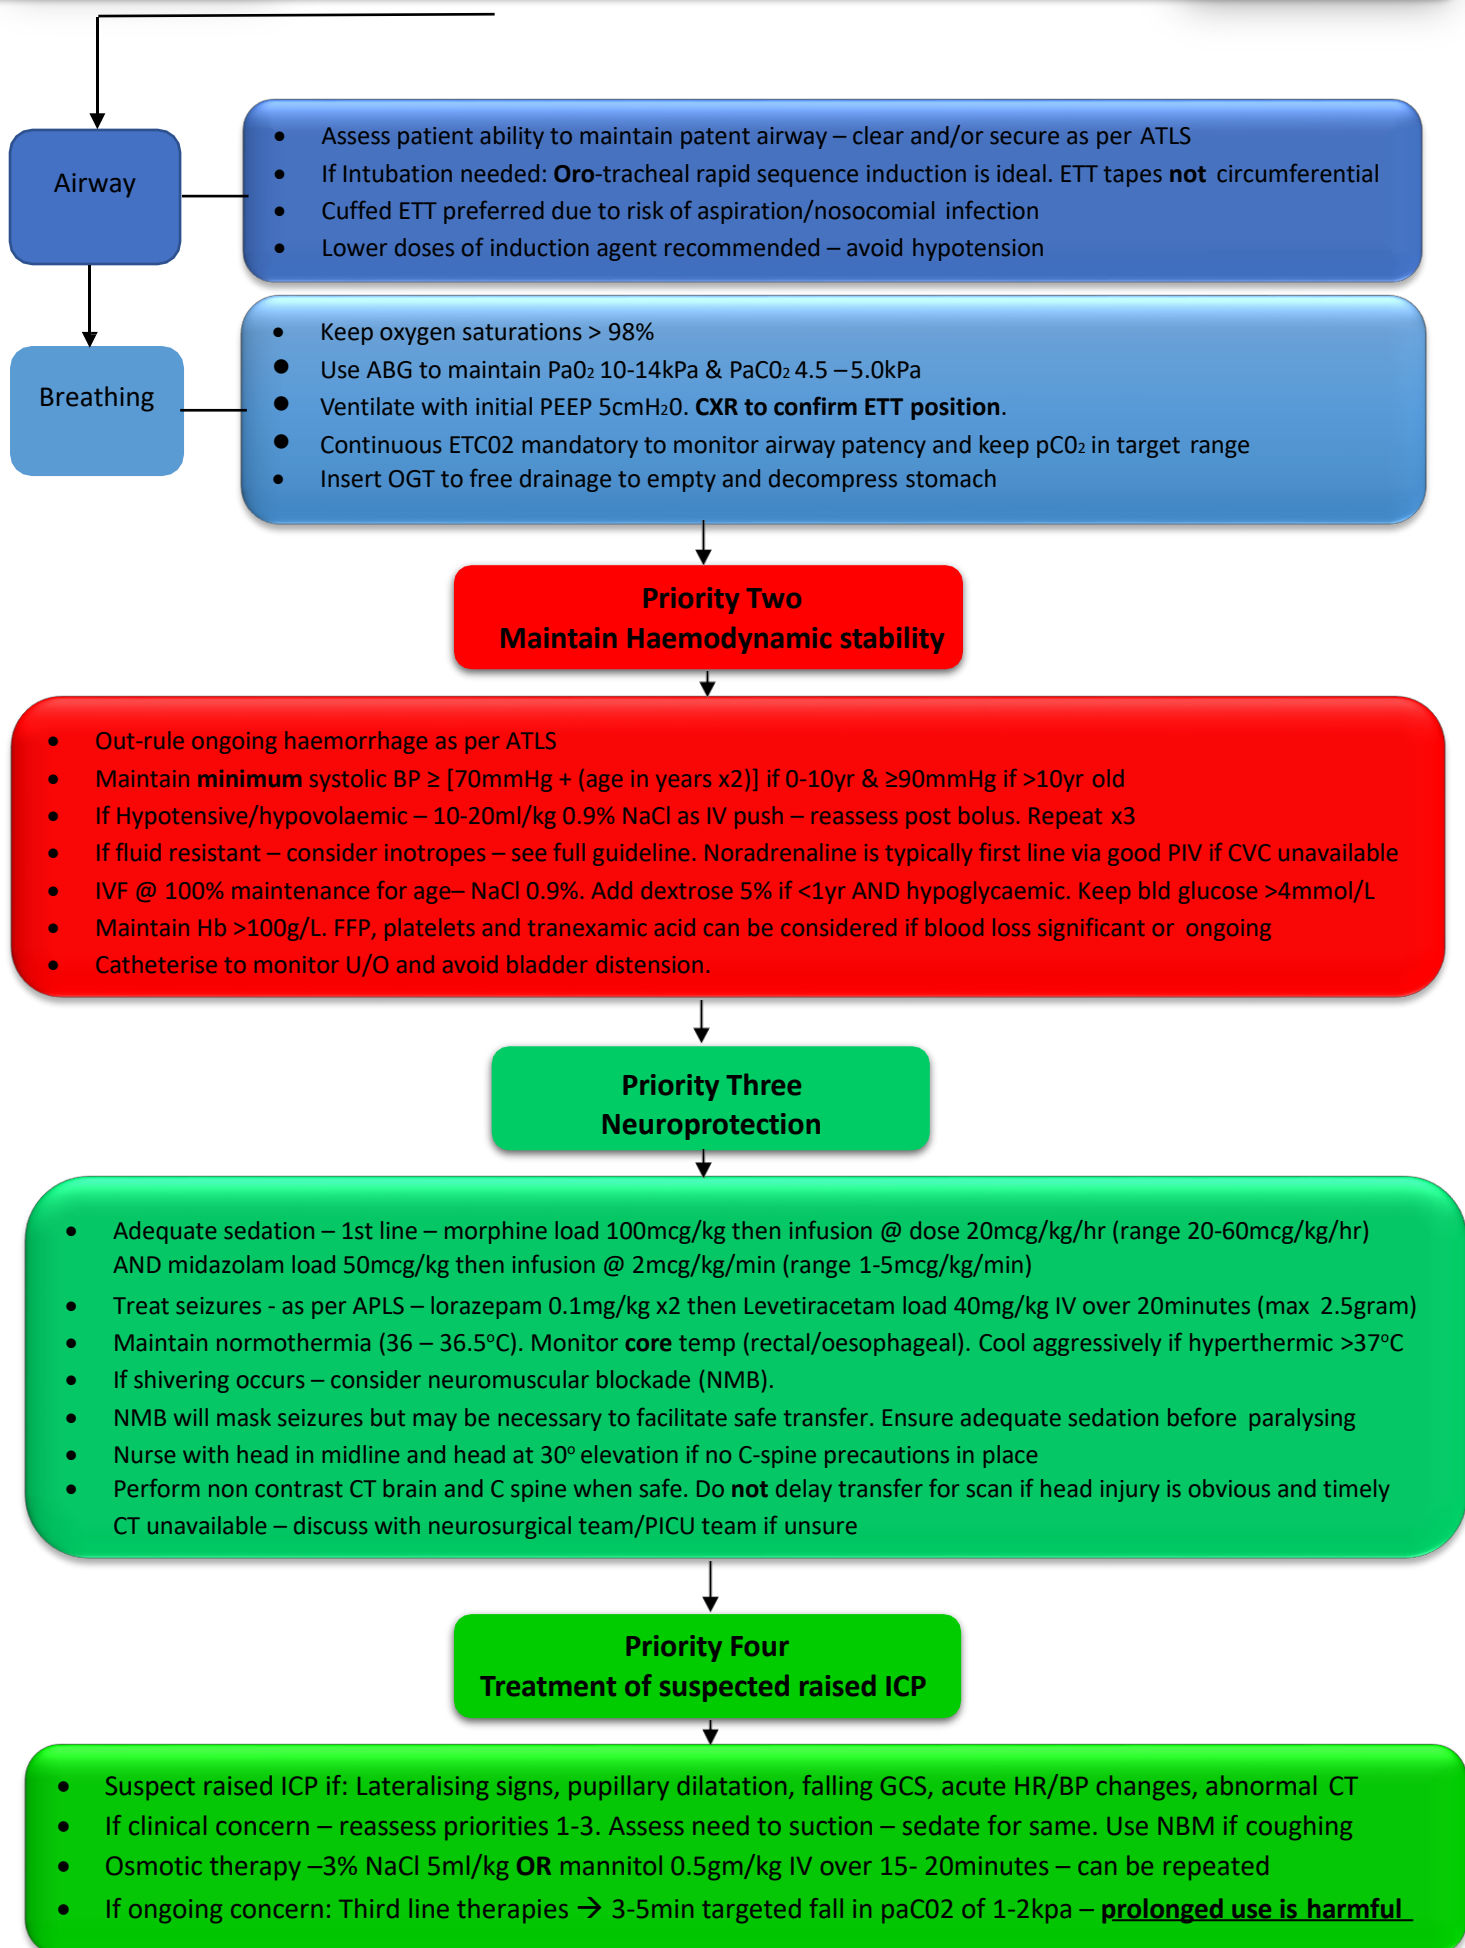 Airway
• Assess patient ability to maintain patent airway – clear and/or secure as per ATLS
• If Intubation needed: Oro-tracheal rapid sequence induction is ideal. ETT tapes not circumferential
• Cuffed ETT preferred due to risk of aspiration/nosocomial infection
• Lower doses of induction agent recommended – avoid hypotension
Breathing
• Keep oxygen saturations > 98%
• Use ABG to maintain Pa0₂ 10-14kPa & PaC0₂ 4.5 –5.0kPa
• Ventilate with initial PEEP 5cmH₂0. CXR to confirm ETT position.
• Continuous ETC02 mandatory to monitor airway patency and keep pC0₂ in target range
• Insert OGT to free drainage to empty and decompress stomach
Priority Two
Maintain Haemodynamic stability
• Out-rule ongoing haemorrhage as per ATLS
• Maintain minimum systolic BP ≥ [70mmHg + (age in years x2)] if 0-10yr & ≥90mmHg if >10yr old
• If Hypotensive/hypovolaemic – 10-20ml/kg 0.9% NaCl as IV push – reassess post bolus. Repeat x3
• If fluid resistant – consider inotropes – see full guideline. Noradrenaline is typically first line via good PIV if CVC unavailable
• IVF @ 100% maintenance for age– NaCl 0.9%. Add dextrose 5% if <1yr AND hypoglycaemic. Keep bld glucose >4mmol/L
• Maintain Hb >100g/L. FFP, platelets and tranexamic acid can be considered if blood loss significant or ongoing
• Catheterise to monitor U/O and avoid bladder distension.
Priority Three
Neuroprotection
• Adequate sedation – 1st line – morphine load 100mcg/kg then infusion @ dose 20mcg/kg/hr (range 20-60mcg/kg/hr)
AND midazolam load 50mcg/kg then infusion @ 2mcg/kg/min (range 1-5mcg/kg/min)
• Treat seizures - as per APLS – lorazepam 0.1mg/kg x2 then Levetiracetam load 40mg/kg IV over 20minutes (max 2.5gram)
• Maintain normothermia (36 – 36.5°C). Monitor core temp (rectal/oesophageal). Cool aggressively if hyperthermic >37°C
• If shivering occurs – consider neuromuscular blockade (NMB).
• NMB will mask seizures but may be necessary to facilitate safe transfer. Ensure adequate sedation before paralysing
• Nurse with head in midline and head at 30° elevation if no C-spine precautions in place
• Perform non contrast CT brain and C spine when safe. Do not delay transfer for scan if head injury is obvious and timely
CT unavailable – discuss with neurosurgical team/PICU team if unsure
Priority Four
Treatment of suspected raised ICP
• Suspect raised ICP if: Lateralising signs, pupillary dilatation, falling GCS, acute HR/BP changes, abnormal CT
• If clinical concern – reassess priorities 1-3. Assess need to suction – sedate for same. Use NBM if coughing
• Osmotic therapy –3% NaCl 5ml/kg OR mannitol 0.5gm/kg IV over 15- 20minutes – can be repeated
• If ongoing concern: Third line therapies → 3-5min targeted fall in paC02 of 1-2kpa – prolonged use is harmful